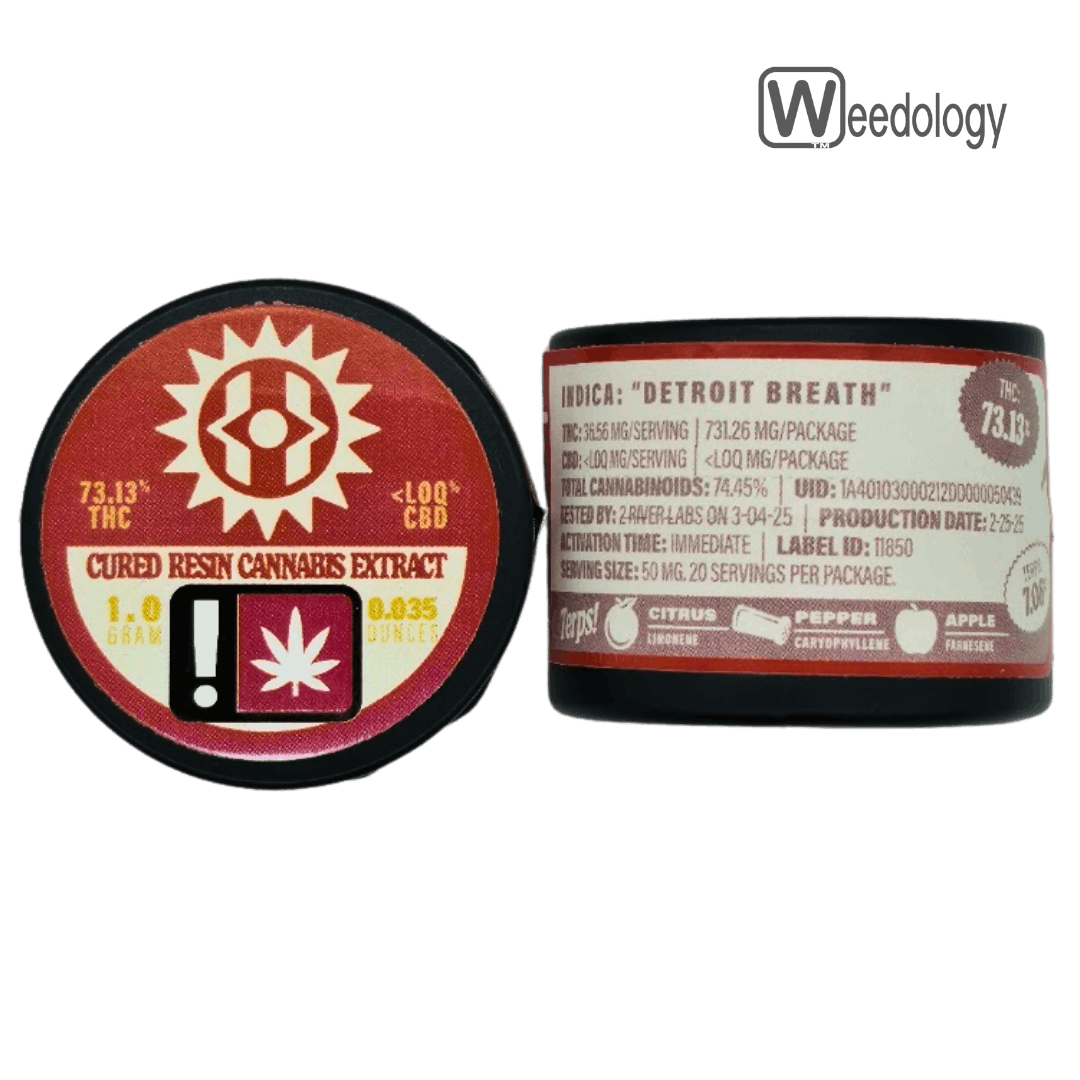 Weedology
TM
73.13% THC
<LOQ% CBD
CURED RESIN CANNABIS EXTRACT
1.0 GRAM
0.035 OUNCES
!
INDICA: "DETROIT BREATH"
THC: 36.56 MG/SERVING | 731.26 MG/PACKAGE
CBD: <LOQ MG/SERVING | <LOQ MG/PACKAGE
TOTAL CANNABINOIDS: 74.45% | UID: 1A40103000212DD000050439
TESTED BY: 2-RIVER-LABS ON 3-04-25 | PRODUCTION DATE: 2-25-25
ACTIVATION TIME: IMMEDIATE | LABEL ID: 11850
SERVING SIZE: 50 MG. 20 SERVINGS PER PACKAGE.
THC: 73.13%
Terps!
CITRUS
LIMONENE
PEPPER
CARYOPHYLLENE
APPLE
FARNESENE